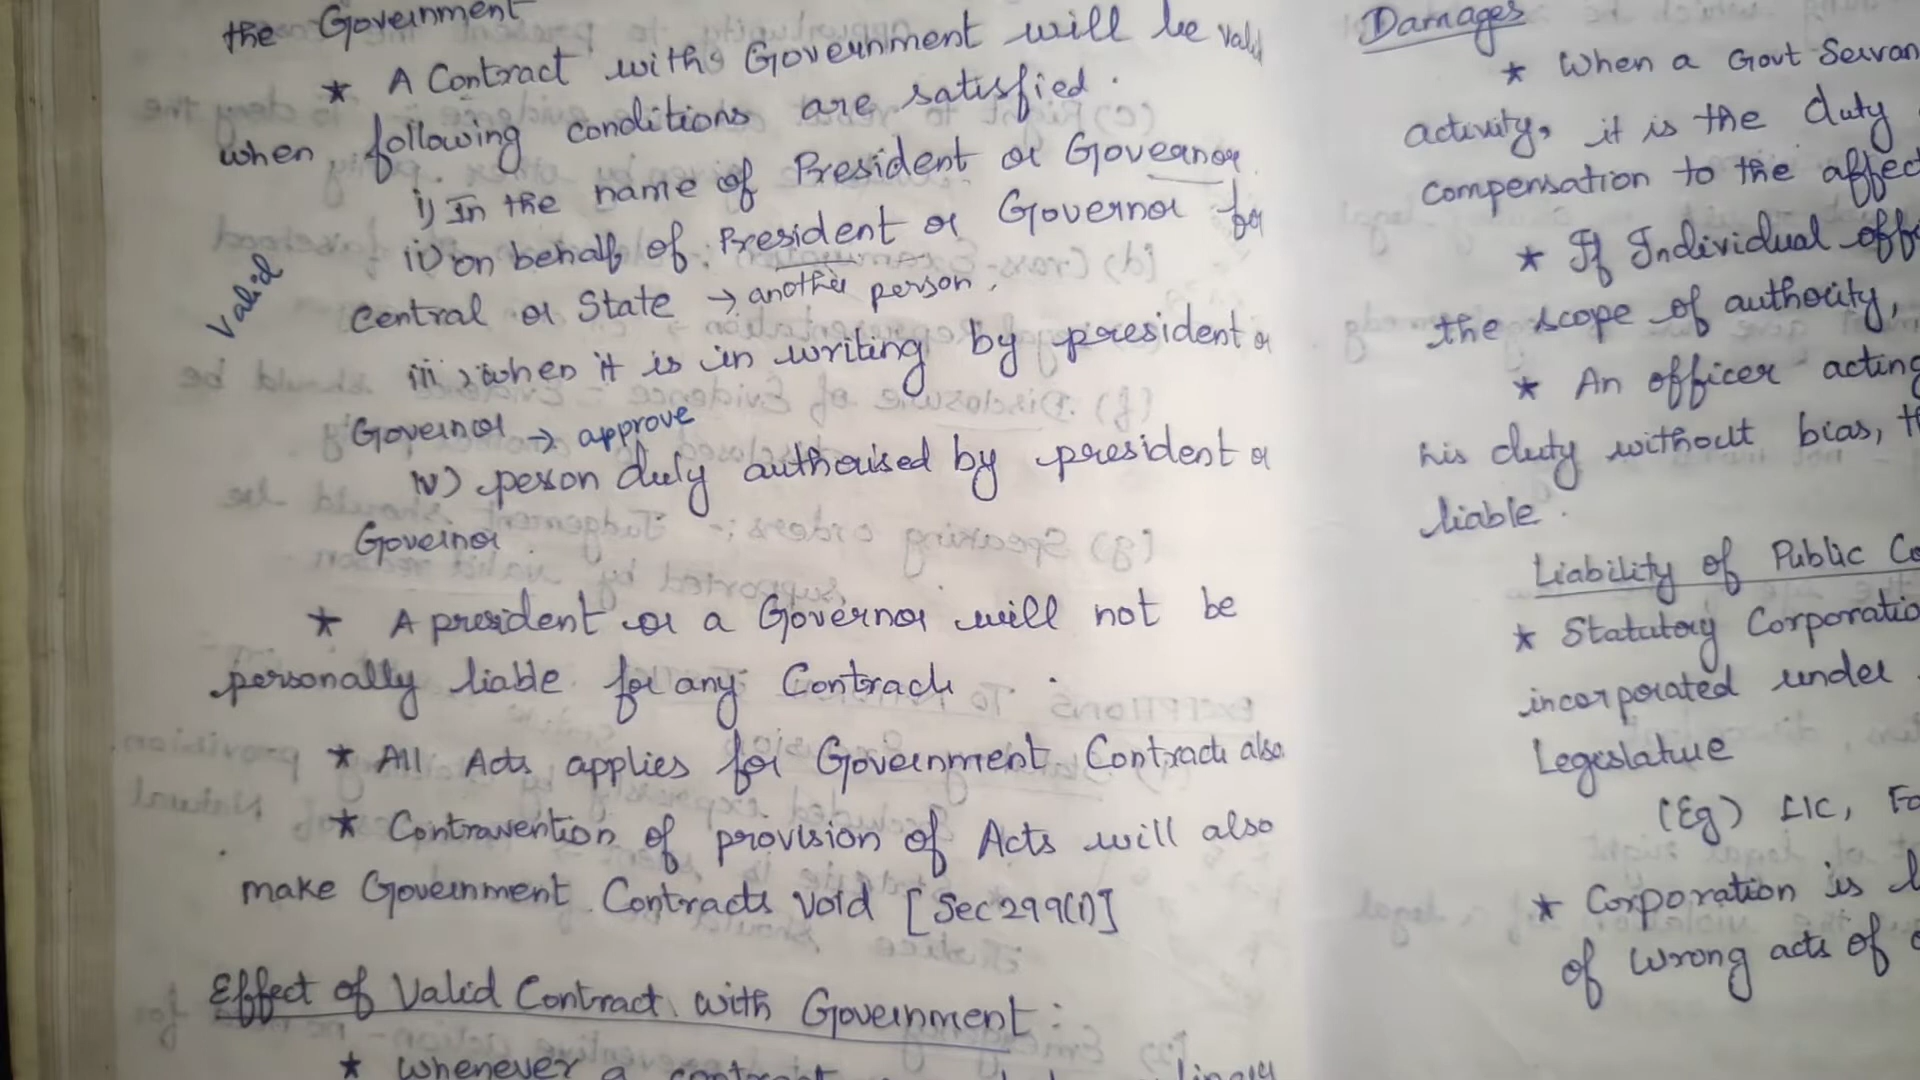 the Government
* A Contract with Government will be valid
when following conditions are satisfied.
i) In the name of President or Governor
ii) on behalf of President or Governor for
Central or State → another person.
Valid
iii) when it is in writing by president or
Governor → approve
iv) person duly authorised by president or
Governor.
* A president or a Governor will not be
personally liable for any Contract
* All Acts applies for Government Contract also
* Contravention of provision of Acts will also
make Government Contracts void [Sec 299(1)]
Effect of Valid Contract with Government:
* whenever a contract
Damages
* When a Govt Servan
activity, it is the duty
compensation to the affec
* If Individual off
the scope of authority,
* An officer acting
his duty without bias, t
liable.
Liability of Public Co
* Statutory Corporatio
incorporated under
Legislatue
(Eg) LIC, Fo
* Corporation is l
of wrong acts of